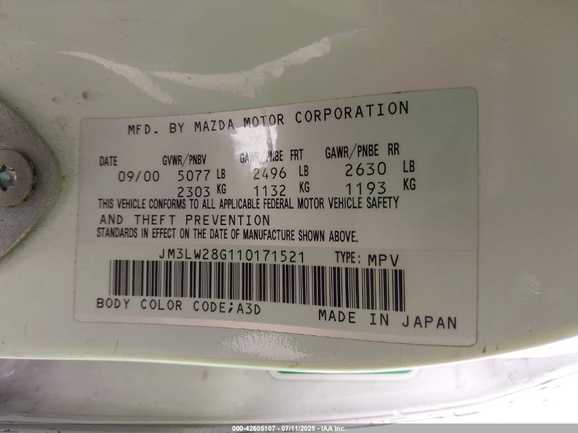 MFD. BY MAZDA MOTOR CORPORATION
DATE GVWR/PNBV GAWR/PNBE FRT GAWR/PNBE RR
09/00 5077 LB 2496 LB 2630 LB
2303 KG 1132 KG 1193 KG
THIS VEHICLE CONFORMS TO ALL APPLICABLE FEDERAL MOTOR VEHICLE SAFETY
AND THEFT PREVENTION
STANDARDS IN EFFECT ON THE DATE OF MANUFACTURE SHOWN ABOVE.
JM3LW28G110171521 TYPE: MPV
BODY COLOR CODE;A3D
MADE IN JAPAN
000-42605107 - 07/11/2025 - IAA Inc.